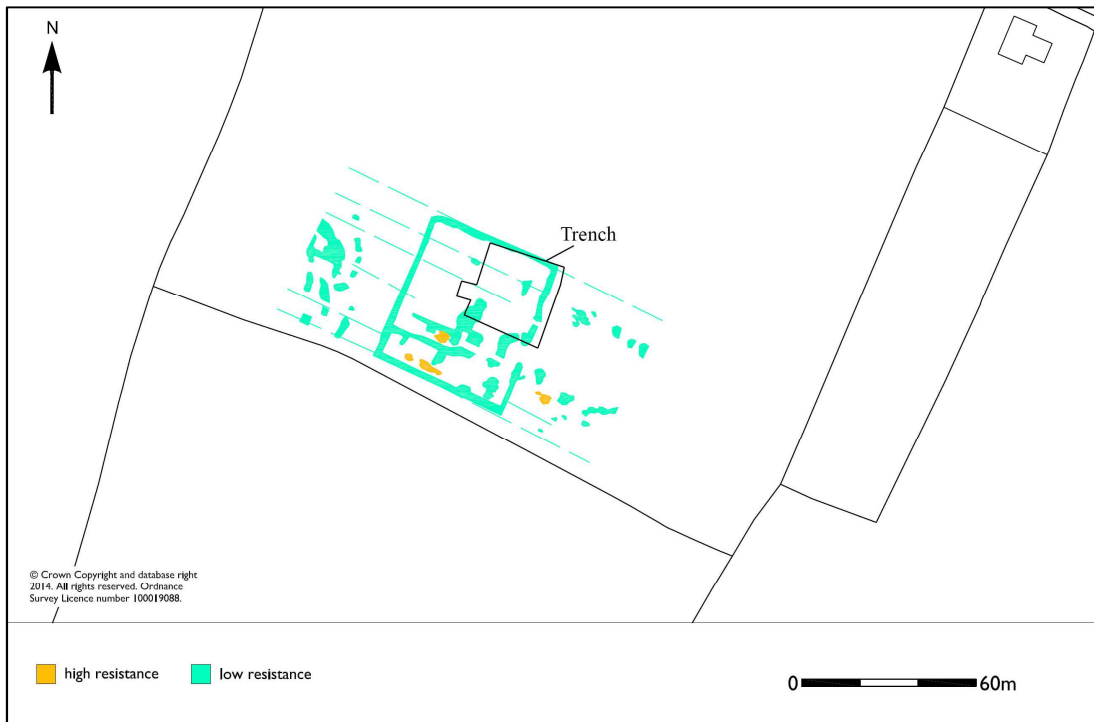 N
Trench
© Crown Copyright and database right
2014. All rights reserved. Ordnance
Survey Licence number 100019088.
high resistance
low resistance
0
60m